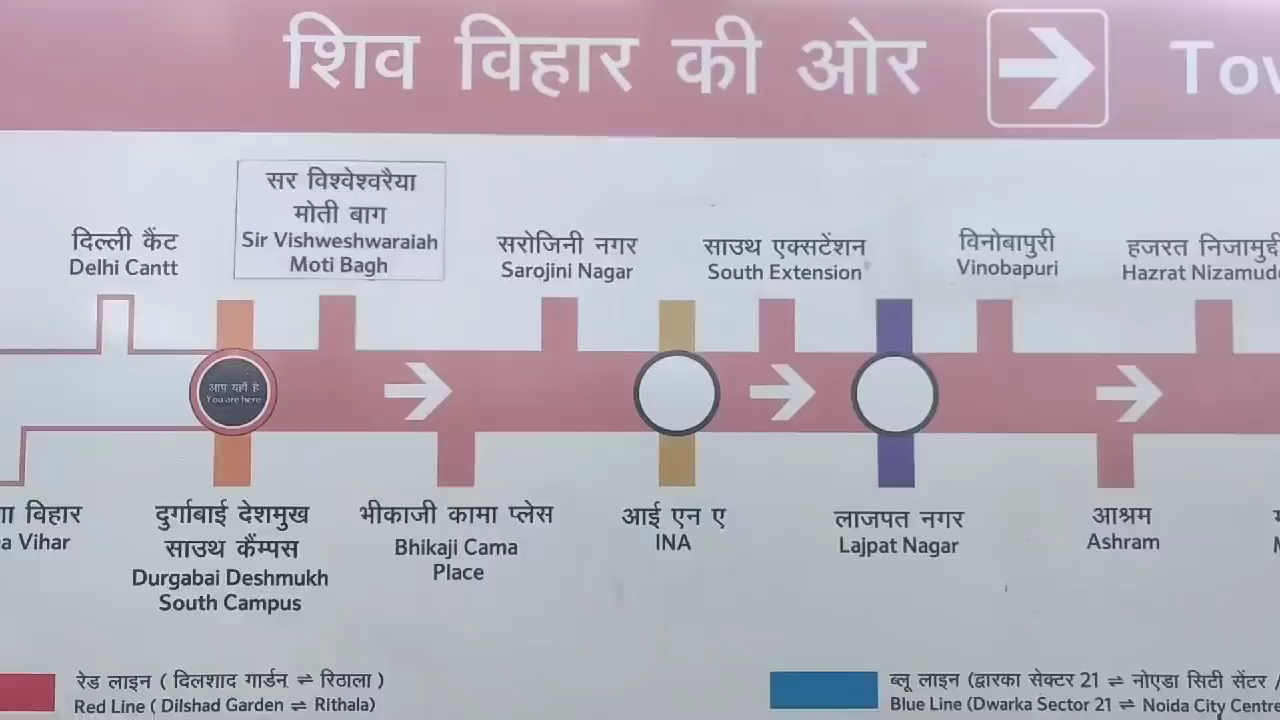 शिव विहार की ओर
दिल्ली कैंट
Delhi Cantt
सर विश्वेश्वरैया
मोती बाग
Sir Vishweshwaraiah
Moti Bagh
सरोजिनी नगर
Sarojini Nagar
साउथ एक्सटेंशन
South Extension
विनोबापुरी
Vinobapuri
हजरत
Hazrat
आप यहाँ है
You are here
विहार
Vihar
दुर्गाबाई देशमुख
साउथ कैंम्पस
Durgabai Deshmukh
South Campus
भीकाजी कामा प्लेस
Bhikaji Cama
Place
आई एन ए
INA
लाजपत नगर
Lajpat Nagar
आश्रम
Ashram
रेड लाइन ( दिलशाद गार्डन ⇌ रिठाला )
Red Line ( Dilshad Garden ⇌ Rithala)
ब्लू लाइन (द्वारका सेक्टर 21 ⇌ नोएडा सिटी सेंटर /
Blue Line (Dwarka Sector 21 ⇌ Noida City Centre